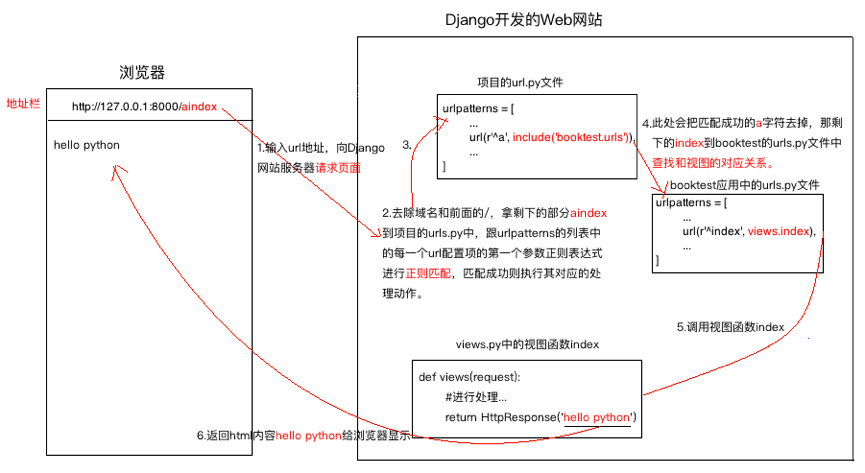 Django开发的Web网站
浏览器
地址栏
http://127.0.0.1:8000/aindex
hello python
1.输入url地址，向Django
网站服务器请求页面
项目的url.py文件
urlpatterns = [
...
url(r'^a', include('booktest.urls')),
...
]
3.
4.此处会把匹配成功的a字符去掉，那剩
下的index到booktest的urls.py文件中
查找和视图的对应关系。
booktest应用中的urls.py文件
urlpatterns = [
...
url(r'^index', views.index),
...
]
2.去除域名和前面的/，拿剩下的部分aindex
到项目的urls.py中，跟urlpatterns的列表中
的每一个url配置项的第一个参数正则表达式
进行正则匹配，匹配成功则执行其对应的处
理动作。
5.调用视图函数index
views.py中的视图函数index
def views(request):
#进行处理...
return HttpResponse('hello python')
6.返回html内容hello python给浏览器显示